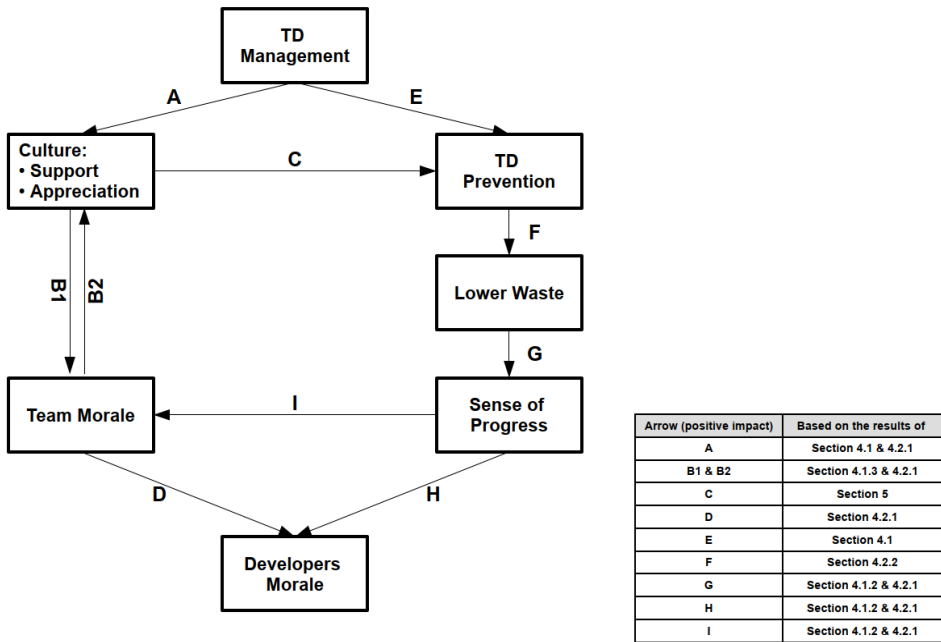 TD
Management
A
E
Culture:
• Support
• Appreciation
C
TD
Prevention
F
B1
B2
Lower Waste
G
Team Morale
I
Sense of
Progress
D
H
Developers
Morale
Arrow (positive impact) Based on the results of
A Section 4.1 & 4.2.1
B1 & B2 Section 4.1.3 & 4.2.1
C Section 5
D Section 4.2.1
E Section 4.1
F Section 4.2.2
G Section 4.1.2 & 4.2.1
H Section 4.1.2 & 4.2.1
I Section 4.1.2 & 4.2.1